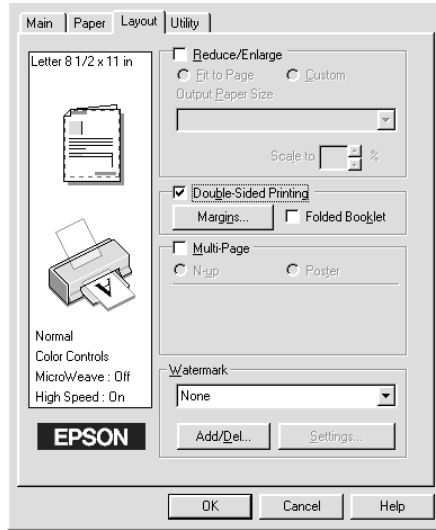 Main Paper Layout Utility
Letter 8 1/2 x 11 in
Normal
Color Controls
MicroWeave : Off
High Speed : On
EPSON
Reduce/Enlarge
Fit to Page Custom
Output Paper Size
Scale to %
Double-Sided Printing
Margins... Folded Booklet
Multi-Page
N-up Poster
Watermark
None
Add/Del... Settings...
OK Cancel Help
A